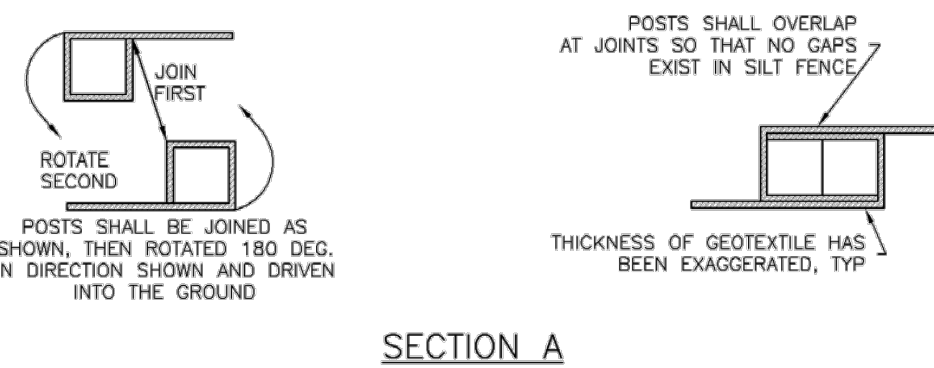 JOIN
FIRST
ROTATE
SECOND
POSTS SHALL BE JOINED AS
SHOWN, THEN ROTATED 180 DEG.
IN DIRECTION SHOWN AND DRIVEN
INTO THE GROUND
POSTS SHALL OVERLAP
AT JOINTS SO THAT NO GAPS
EXIST IN SILT FENCE
THICKNESS OF GEOTEXTILE HAS
BEEN EXAGGERATED, TYP
SECTION A